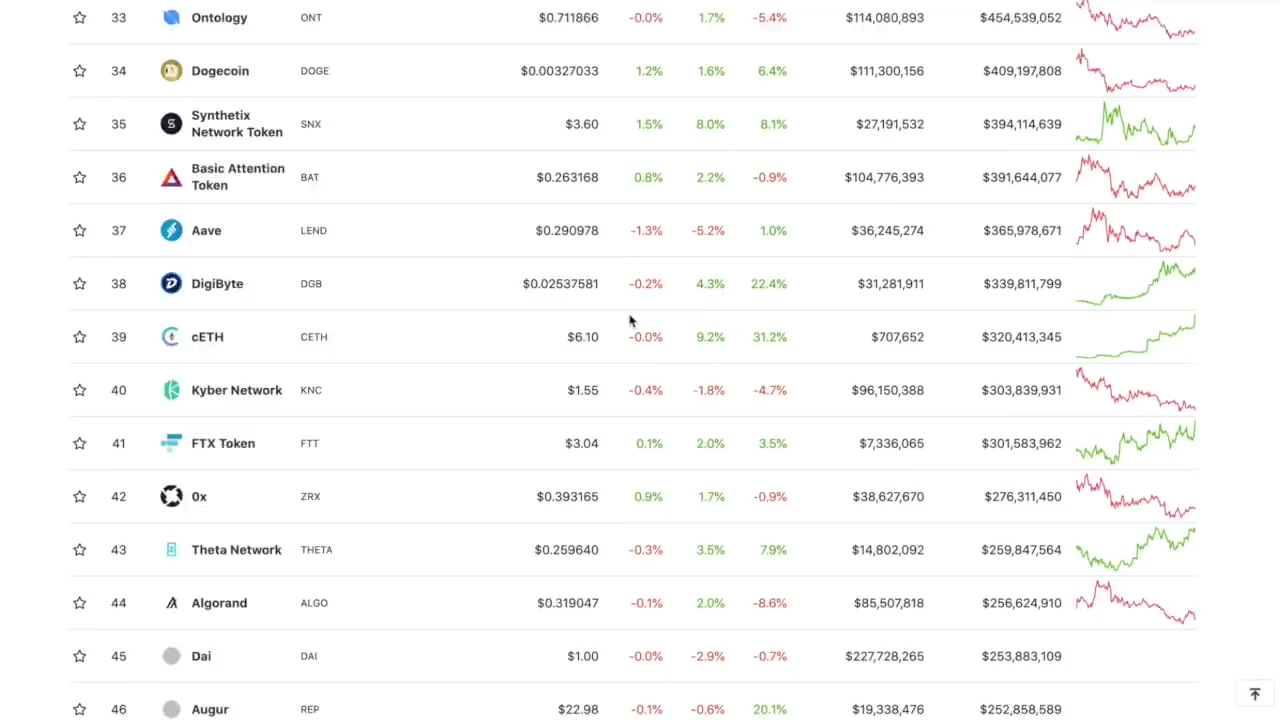 33 Ontology ONT $0.711866 -0.0% 1.7% -5.4% $114,080,893 $454,539,052
34 Dogecoin DOGE $0.00327033 1.2% 1.6% 6.4% $111,300,156 $409,197,808
35 Synthetix Network Token SNX $3.60 1.5% 8.0% 8.1% $27,191,532 $394,114,639
36 Basic Attention Token BAT $0.263168 0.8% 2.2% -0.9% $104,776,393 $391,644,077
37 Aave LEND $0.290978 -1.3% -5.2% 1.0% $36,245,274 $365,978,671
38 DigiByte DGB $0.02537581 -0.2% 4.3% 22.4% $31,281,911 $339,811,799
39 cETH CETH $6.10 -0.0% 9.2% 31.2% $707,652 $320,413,345
40 Kyber Network KNC $1.55 -0.4% -1.8% -4.7% $96,150,388 $303,839,931
41 FTX Token FTT $3.04 0.1% 2.0% 3.5% $7,336,065 $301,583,962
42 0x ZRX $0.393165 0.9% 1.7% -0.9% $38,627,670 $276,311,450
43 Theta Network THETA $0.259640 -0.3% 3.5% 7.9% $14,802,092 $259,847,564
44 Algorand ALGO $0.319047 -0.1% 2.0% -8.6% $85,507,818 $256,624,910
45 Dai DAI $1.00 -0.0% -2.9% -0.7% $227,728,265 $253,883,109
46 Augur REP $22.98 -0.1% -0.6% 20.1% $19,338,476 $252,858,589